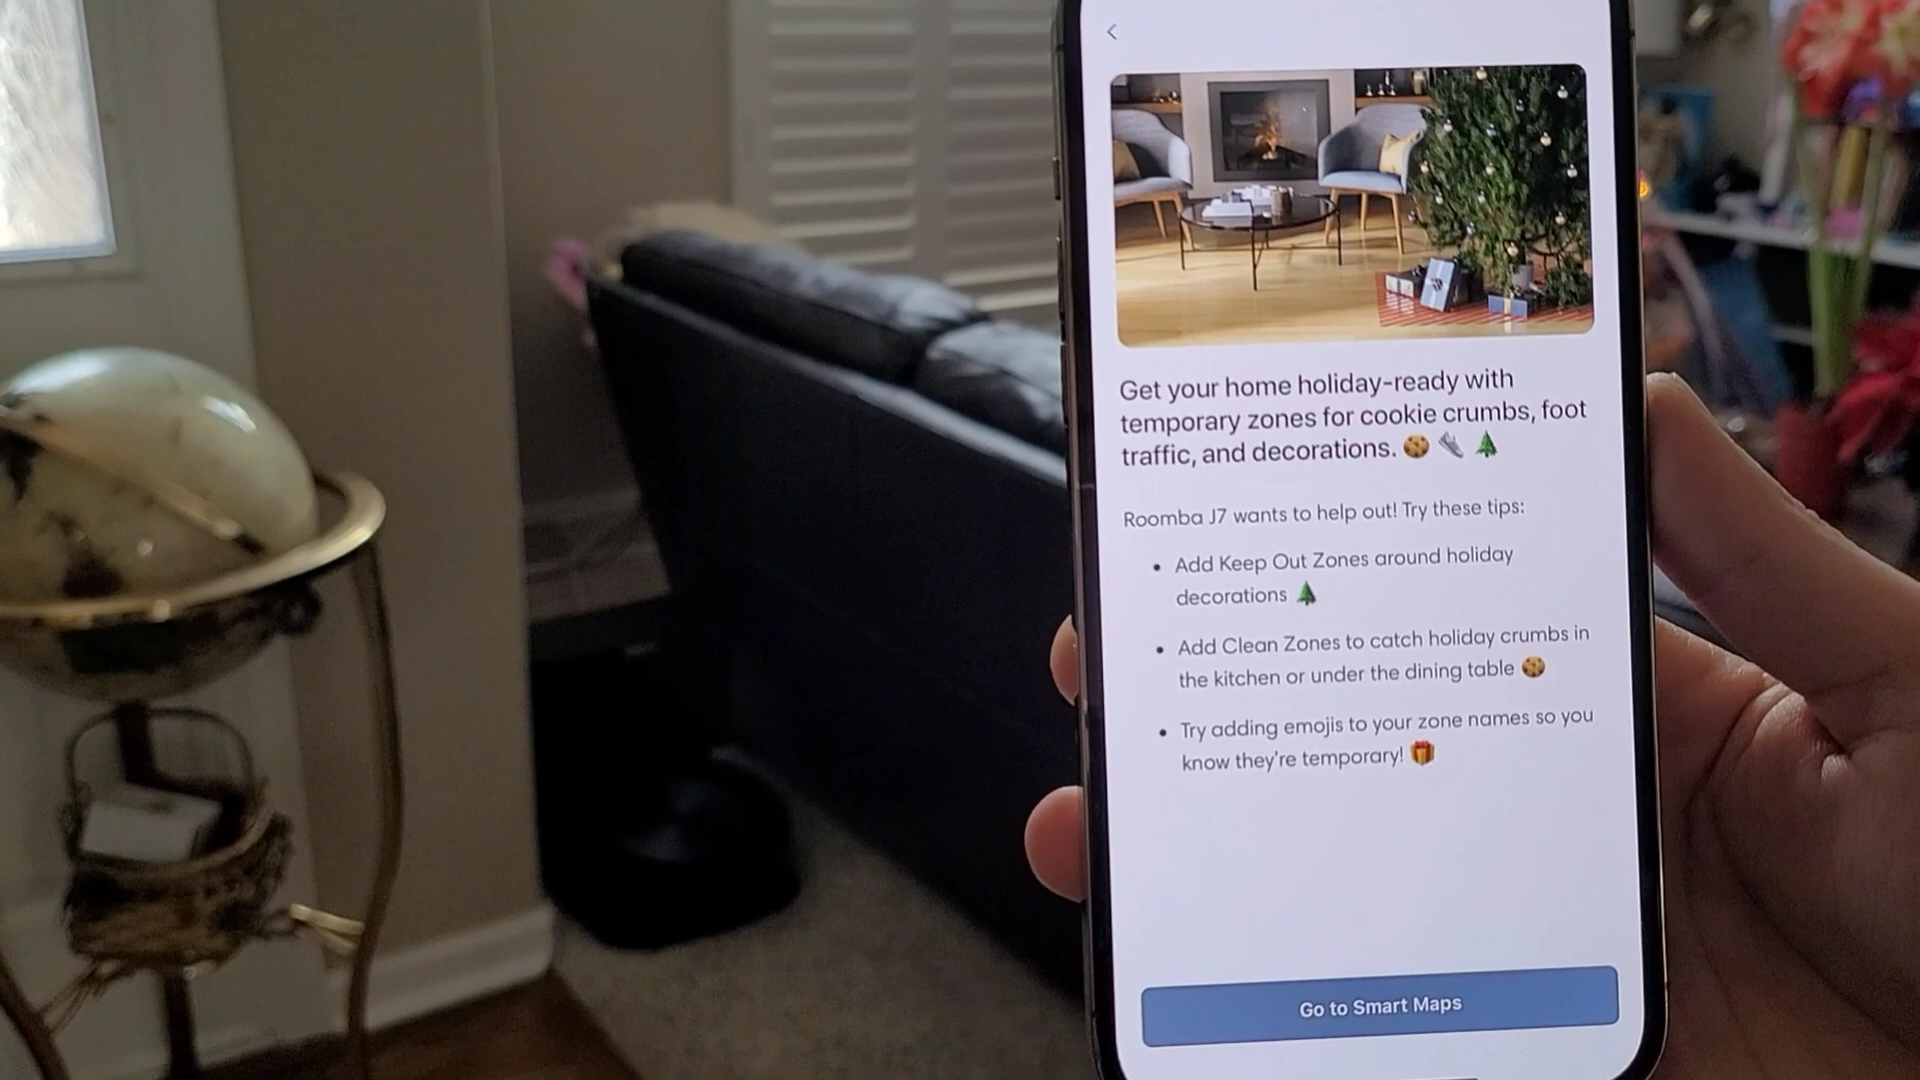 Get your home holiday-ready with
temporary zones for cookie crumbs, foot
traffic, and decorations. 🍪 👟 🎄
Roomba J7 wants to help out! Try these tips:
• Add Keep Out Zones around holiday
decorations 🎄
• Add Clean Zones to catch holiday crumbs in
the kitchen or under the dining table 🍪
• Try adding emojis to your zone names so you
know they're temporary! 🎁
Go to Smart Maps